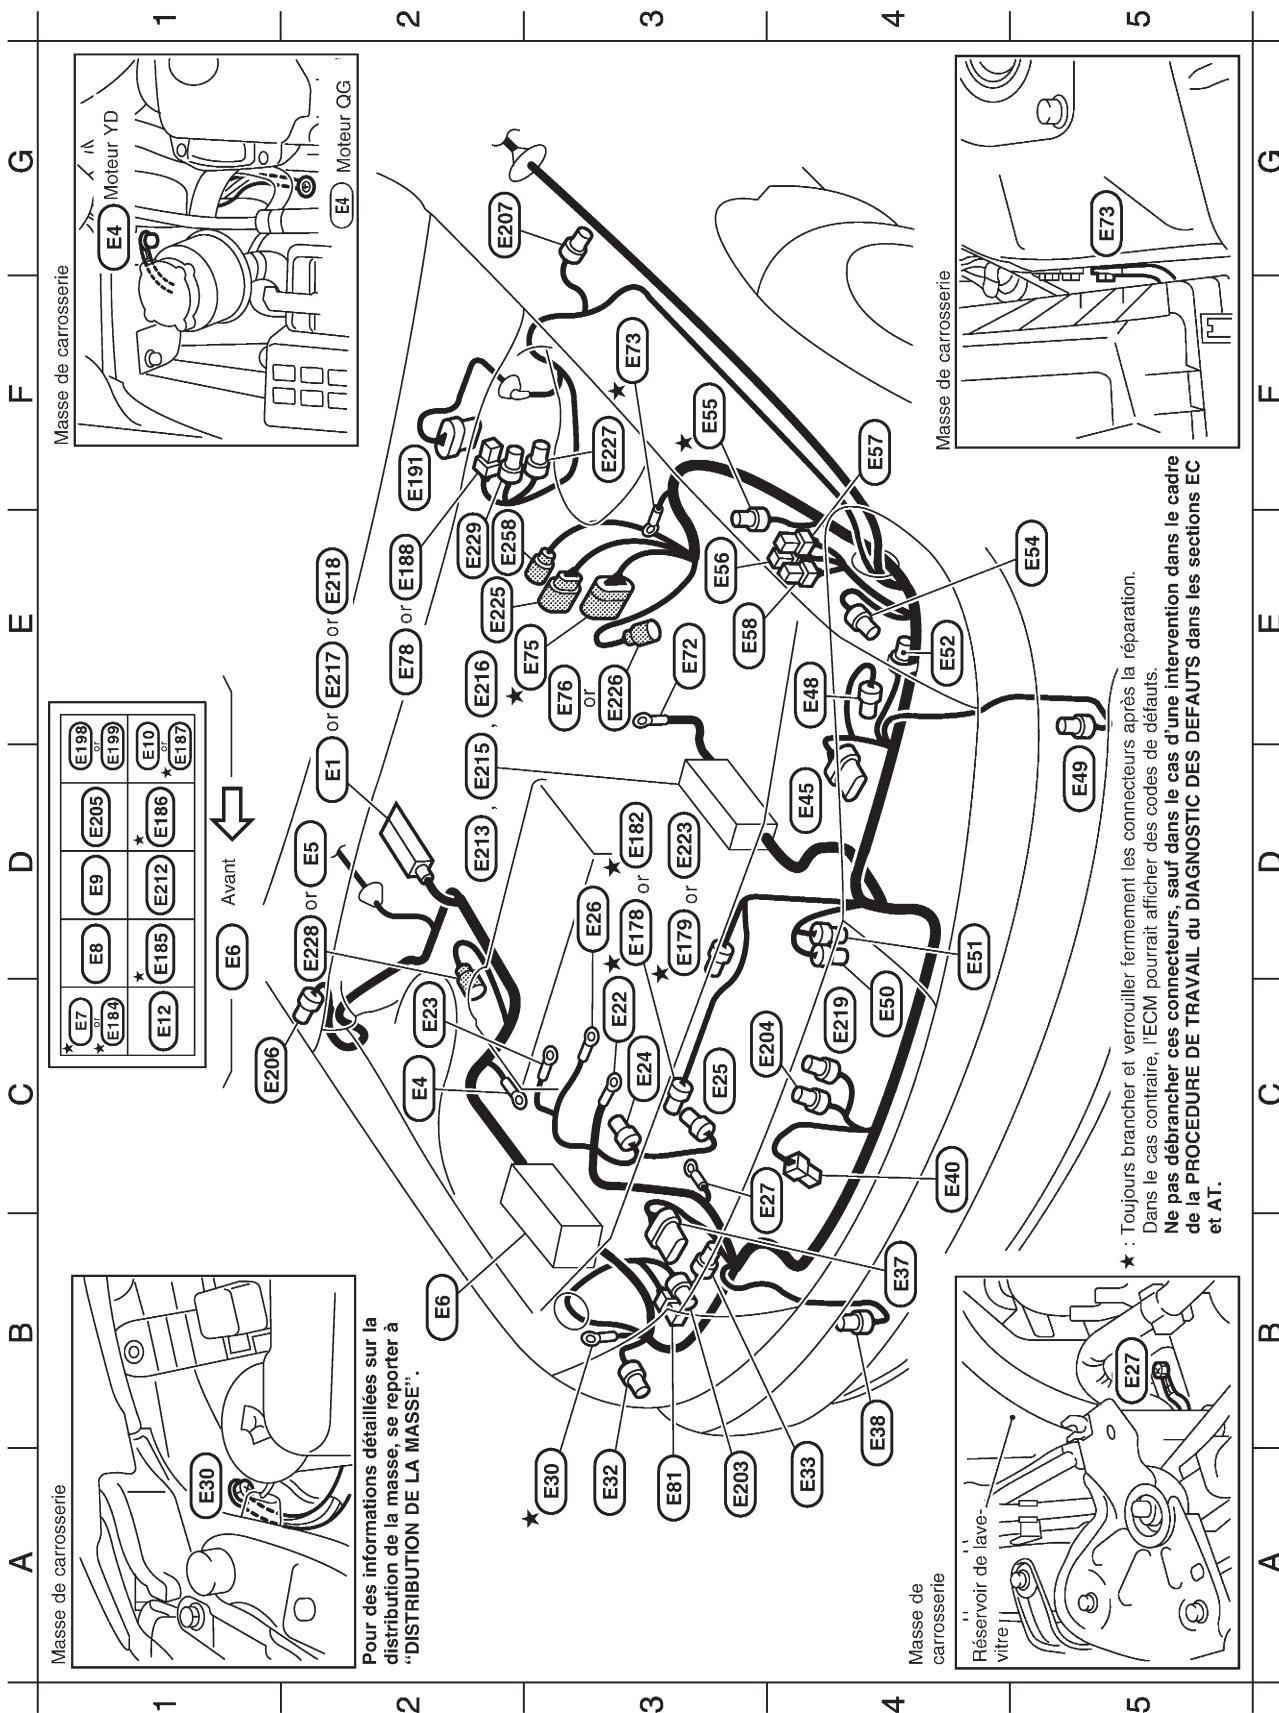 1
2
3
4
5
G
F
E
D
C
B
A
Masse de carrosserie
E30
Pour des informations détaillées sur la
distribution de la masse, se reporter à
“DISTRIBUTION DE LA MASSE”.
★ E7 or ★ E184
E8
E9
E205
E198 or E199
E12
★ E185
E212
★ E186
E10 or ★ E187
E6
Avant
Masse de carrosserie
E4 Moteur YD
E4 Moteur QG
E206
E228 or E5
E1 or E217 or E218
E78 or E188
E191
E207
E4
E23
E213 , E215 , E216
E229
E258
E225
E227
★ E75
E76 or E226
★ E73
E6
E26
E22
E24
E25
★ E178 or ★ E182
★ E179 or E223
E72
★ E55
E56
E58
E57
★ E30
E32
E81
E203
E33
E38
E37
E27
E40
E204
E219
E50
E51
E45
E48
E52
E54
E49
Masse de
carrosserie
Réservoir de lave-
vitre
E27
★ : Toujours brancher et verrouiller fermement les connecteurs après la réparation.
Dans le cas contraire, l'ECM pourrait afficher des codes de défauts.
Ne pas débrancher ces connecteurs, sauf dans le cas d'une intervention dans le cadre
de la PROCEDURE DE TRAVAIL du DIAGNOSTIC DES DEFAUTS dans les sections EC
et AT.
Masse de carrosserie
E73
1
2
3
4
5
G
F
E
D
C
B
A